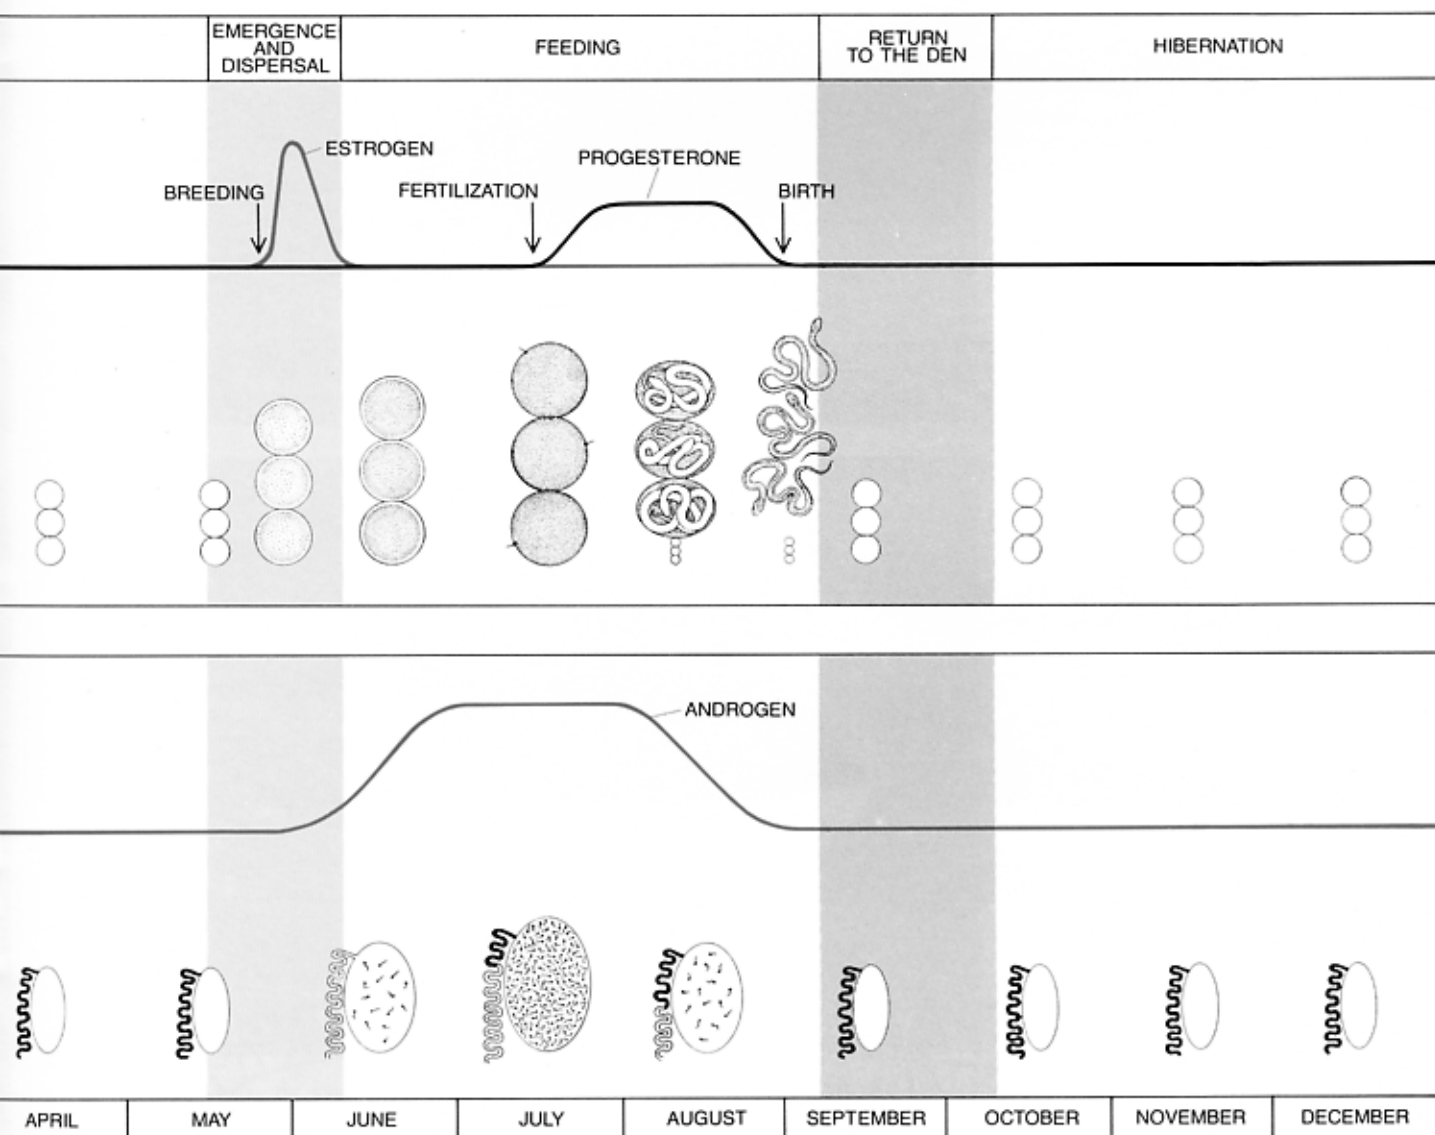 EMERGENCE
AND
DISPERSAL
FEEDING
RETURN
TO THE DEN
HIBERNATION
ESTROGEN
PROGESTERONE
BREEDING
FERTILIZATION
BIRTH
ANDROGEN
APRIL
MAY
JUNE
JULY
AUGUST
SEPTEMBER
OCTOBER
NOVEMBER
DECEMBER